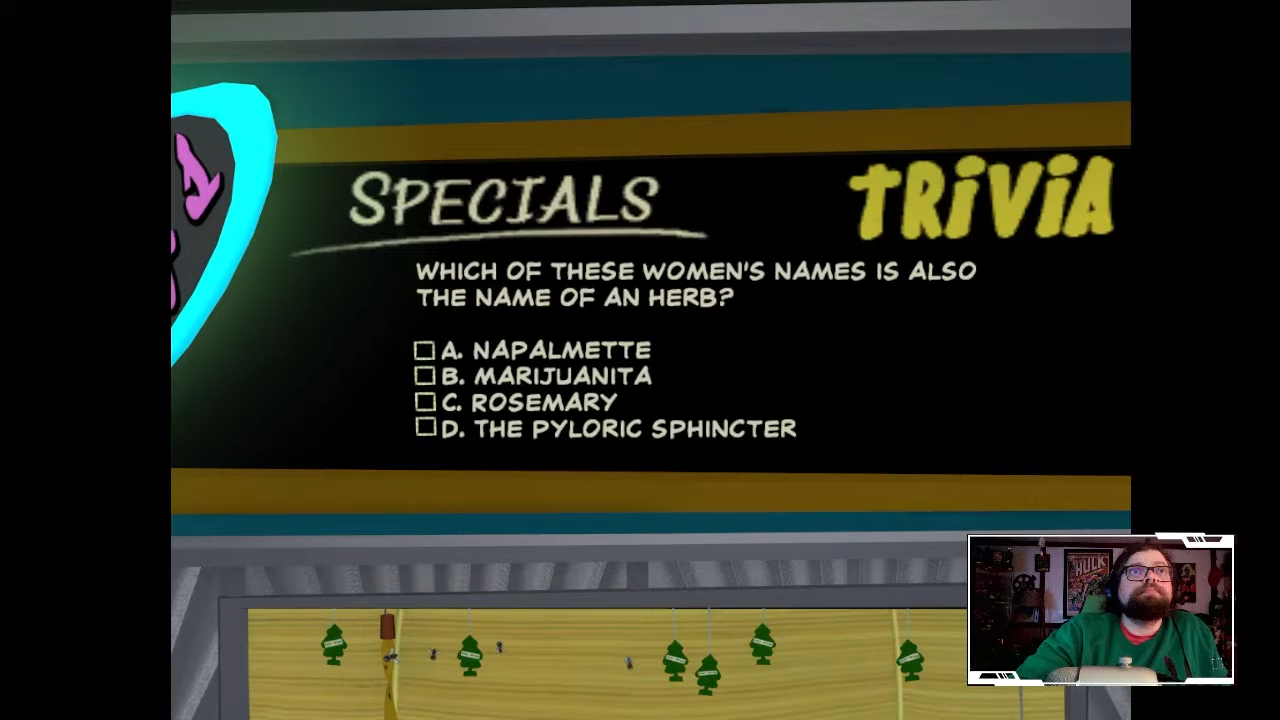 SPECIALS
TRIVIA
WHICH OF THESE WOMEN'S NAMES IS ALSO
THE NAME OF AN HERB?
A. NAPALMETTE
B. MARIJUANITA
C. ROSEMARY
D. THE PYLORIC SPHINCTER
HULK